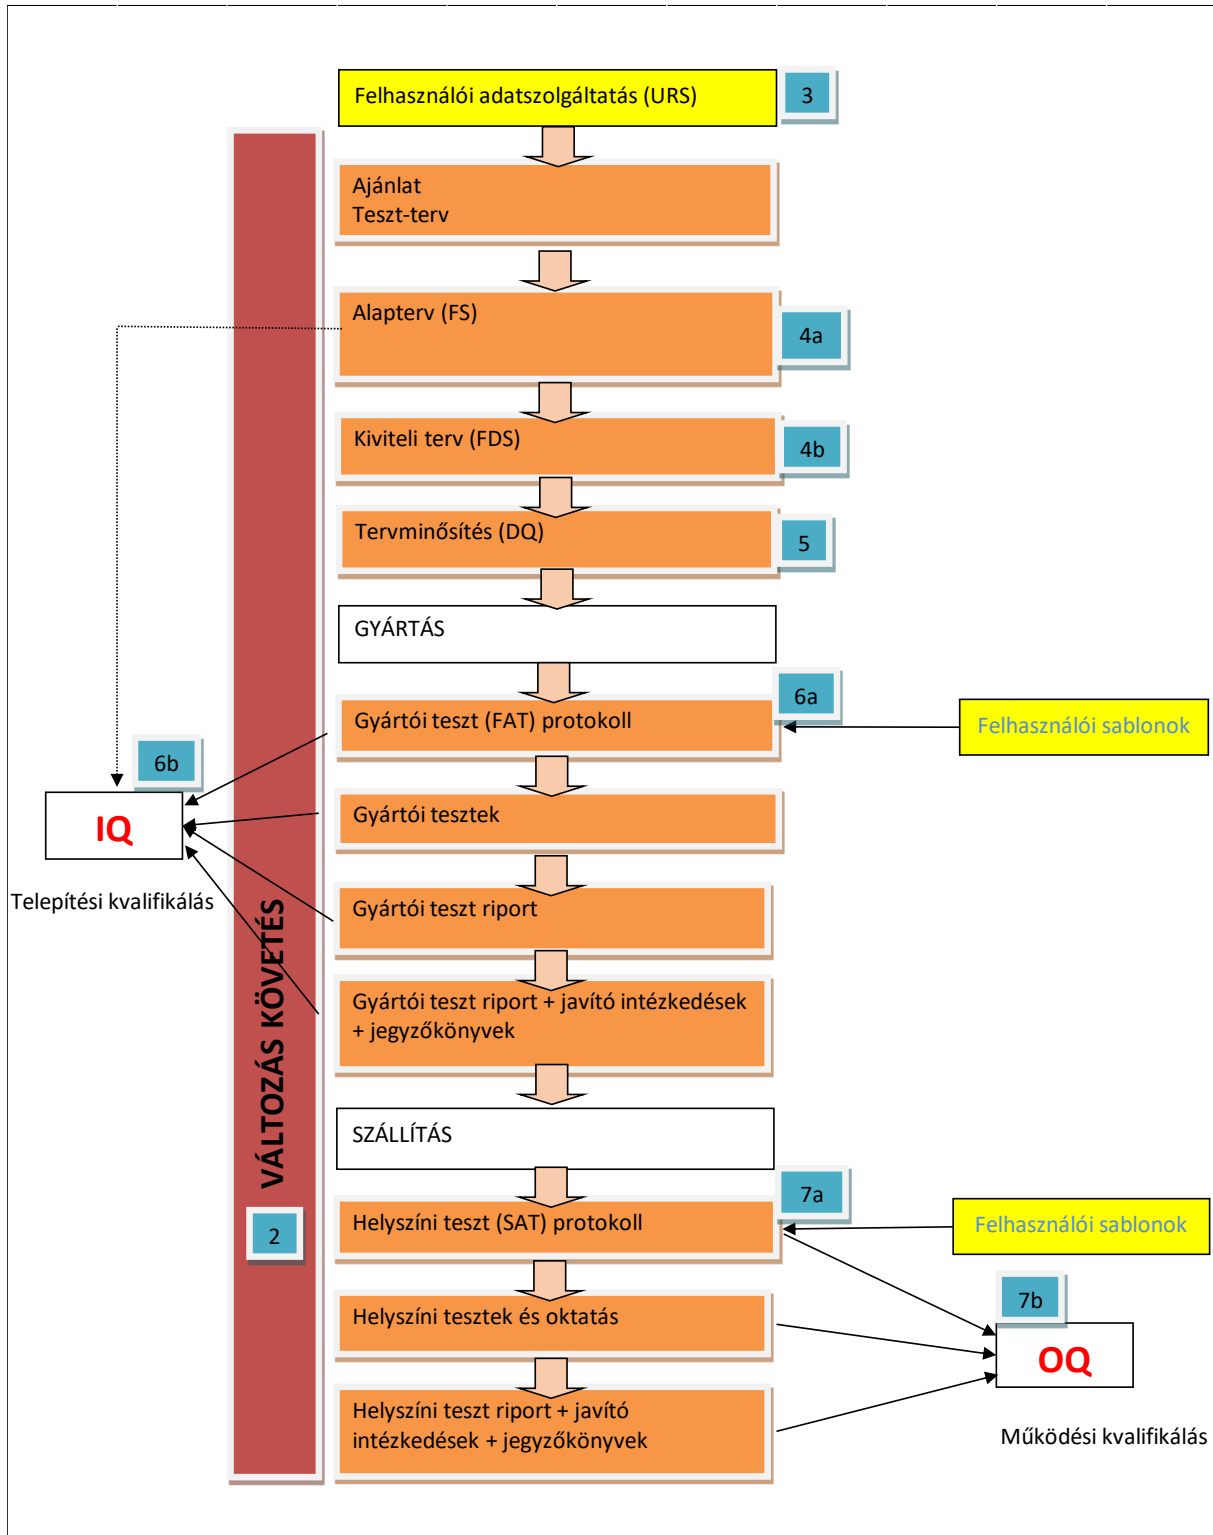 Felhasználói adatszolgáltatás (URS)
3
Ajánlat
Teszt-terv
Alapterv (FS)
4a
Kiviteli terv (FDS)
4b
Tervminősítés (DQ)
5
GYÁRTÁS
6a
Gyártói teszt (FAT) protokoll
Felhasználói sablonok
6b
IQ
Telepítési kvalifikálás
Gyártói tesztek
Gyártói teszt riport
Gyártói teszt riport + javító intézkedések
+ jegyzőkönyvek
VÁLTOZÁS KÖVETÉS
2
SZÁLLÍTÁS
7a
Helyszíni teszt (SAT) protokoll
Felhasználói sablonok
Helyszíni tesztek és oktatás
7b
OQ
Működési kvalifikálás
Helyszíni teszt riport + javító
intézkedések + jegyzőkönyvek